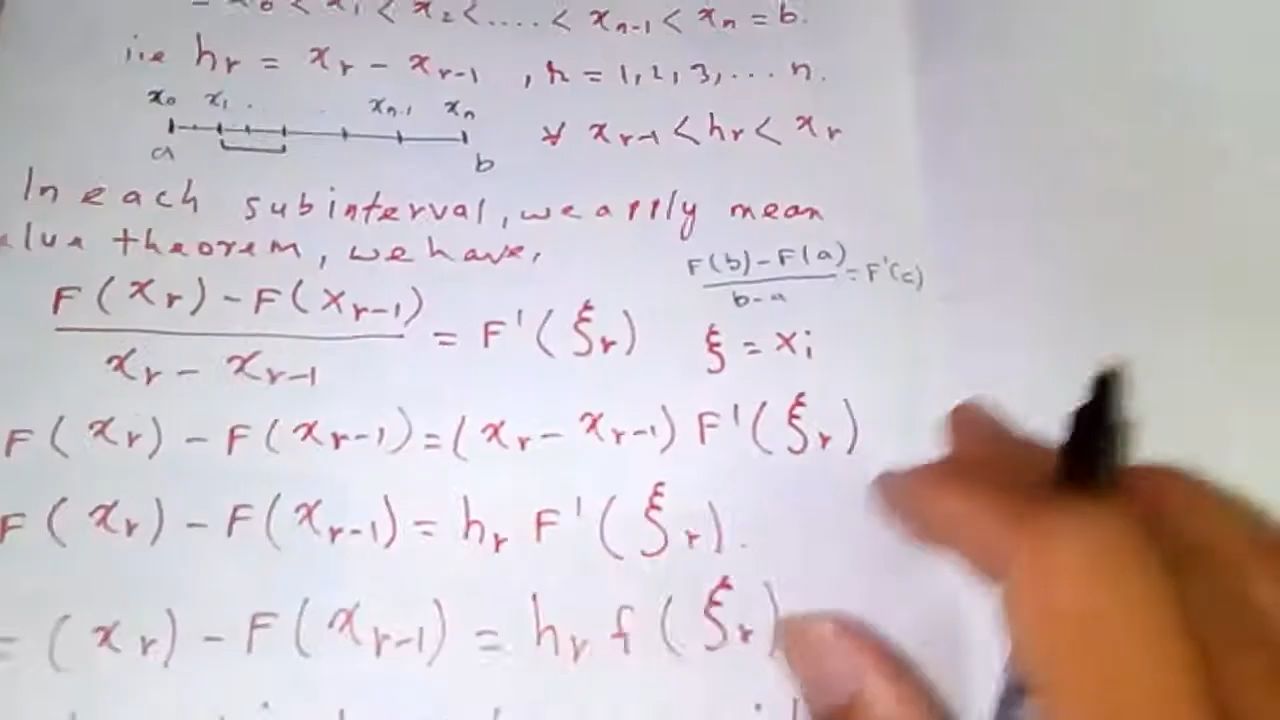 x₀ < x₁ < x₂ < .... < xₙ₋₁ < xₙ = b.
i.e hᵣ = xᵣ − xᵣ₋₁ , r = 1, 2, 3, ... n.
x₀ x₁ .. xₙ₋₁ xₙ
∀ xᵣ₋₁ < hᵣ < xᵣ
a b
In each subinterval, we apply mean
alue theorem, we have,
(F(b) − F(a))/(b − a) = F'(c)
(F(xᵣ) − F(xᵣ₋₁))/(xᵣ − xᵣ₋₁) = F'(ξᵣ)
ξ = xi
F(xᵣ) − F(xᵣ₋₁) = (xᵣ − xᵣ₋₁) F'(ξᵣ)
F(xᵣ) − F(xᵣ₋₁) = hᵣ F'(ξᵣ).
= (xᵣ) − F(xᵣ₋₁) = hᵣ f(ξᵣ)